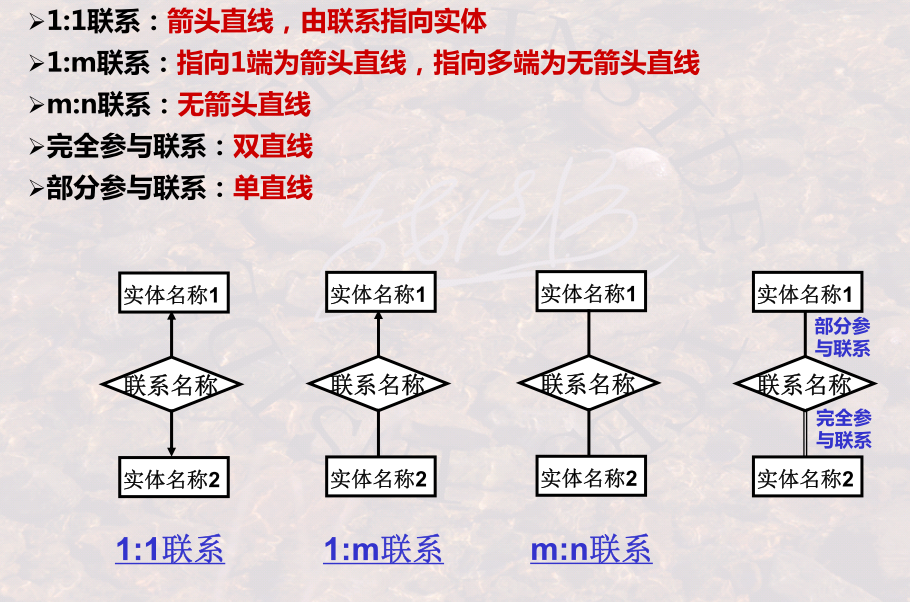 ➢1:1联系：箭头直线，由联系指向实体
➢1:m联系：指向1端为箭头直线，指向多端为无箭头直线
➢m:n联系：无箭头直线
➢完全参与联系：双直线
➢部分参与联系：单直线
实体名称1
实体名称1
实体名称1
实体名称1
部分参
与联系
联系名称
联系名称
联系名称
联系名称
完全参
与联系
实体名称2
实体名称2
实体名称2
实体名称2
1:1联系
1:m联系
m:n联系